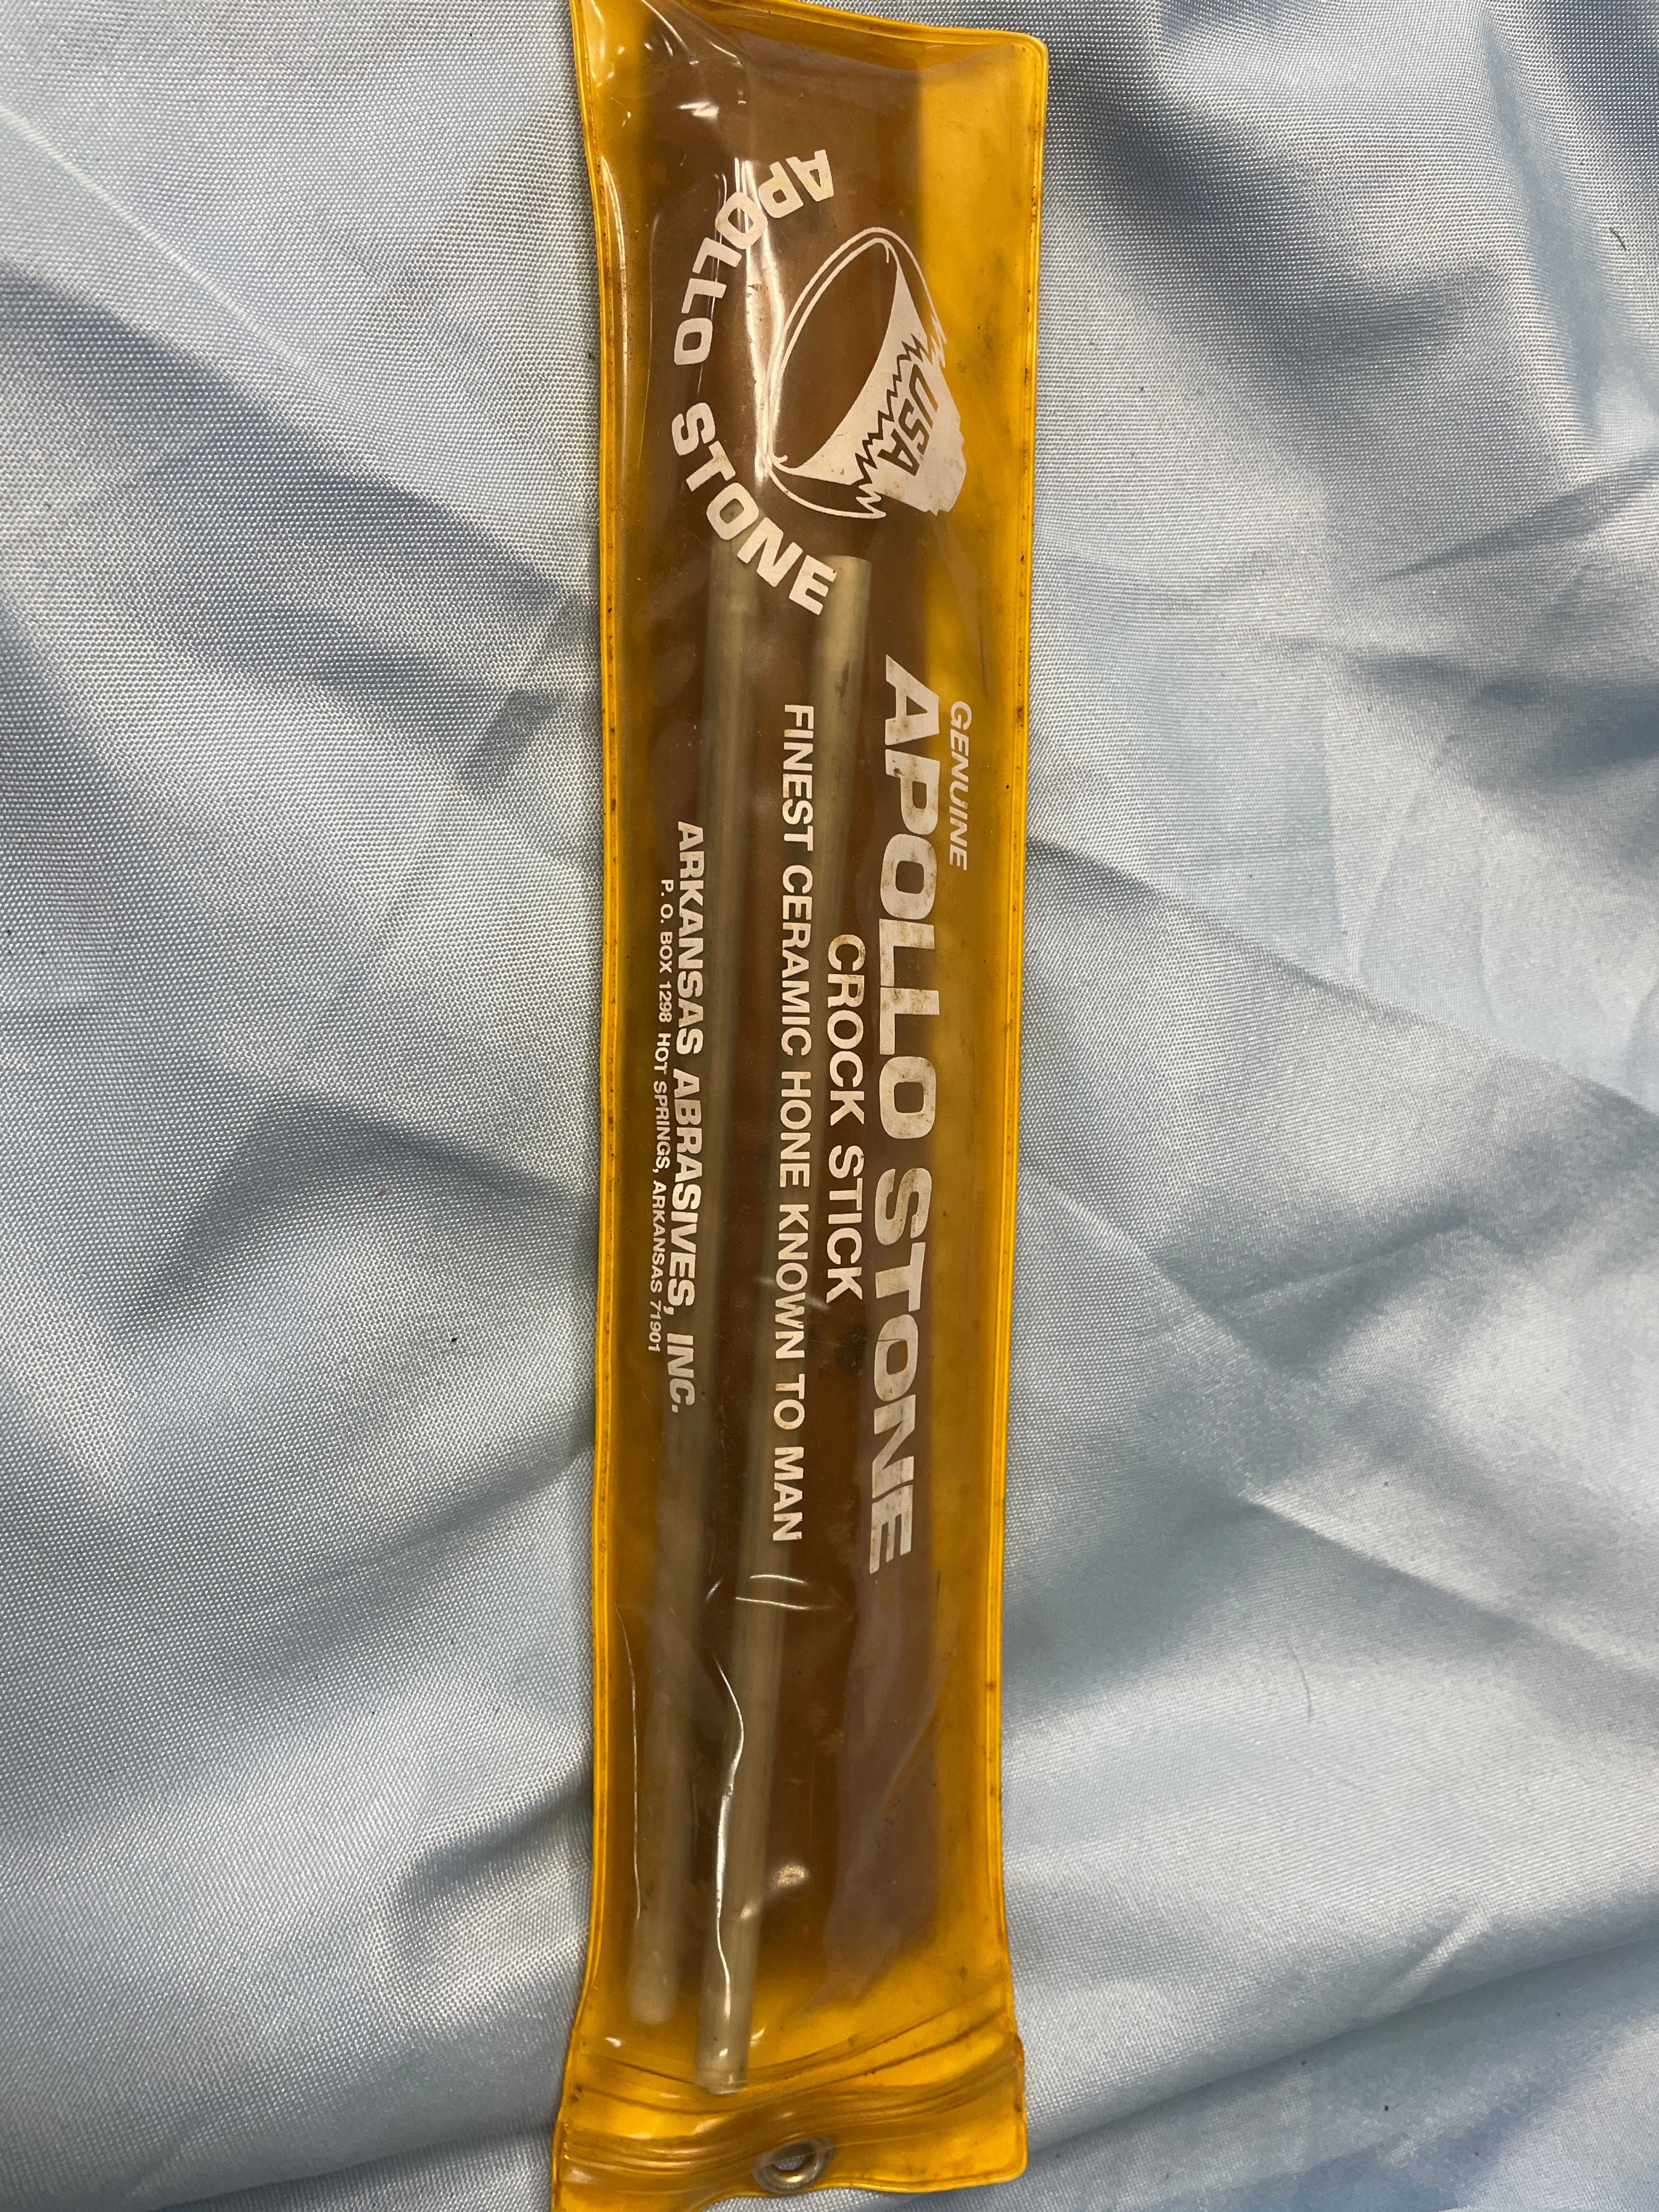 APOLLO STONE
USA
GENUINE
APOLLO STONE
CROCK STICK
FINEST CERAMIC HONE KNOWN TO MAN
ARKANSAS ABRASIVES, INC.
P. O. BOX 1298 HOT SPRINGS, ARKANSAS 71901